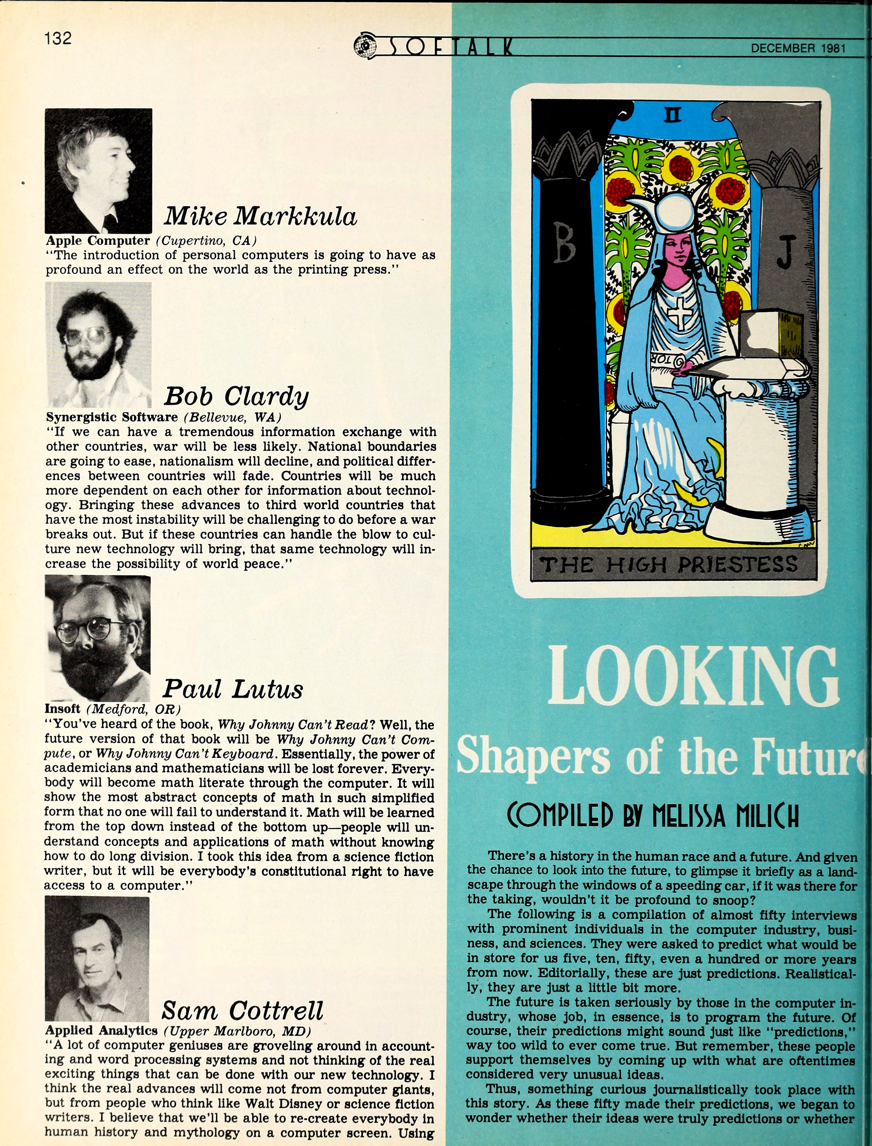 132
SOFTALK
DECEMBER 1981
Mike Markkula
Apple Computer (Cupertino, CA)
"The introduction of personal computers is going to have as
profound an effect on the world as the printing press."
Bob Clardy
Synergistic Software (Bellevue, WA)
"If we can have a tremendous information exchange with
other countries, war will be less likely. National boundaries
are going to ease, nationalism will decline, and political differ-
ences between countries will fade. Countries will be much
more dependent on each other for information about technol-
ogy. Bringing these advances to third world countries that
have the most instability will be challenging to do before a war
breaks out. But if these countries can handle the blow to cul-
ture new technology will bring, that same technology will in-
crease the possibility of world peace."
Paul Lutus
Insoft (Medford, OR)
"You've heard of the book, Why Johnny Can't Read? Well, the
future version of that book will be Why Johnny Can't Com-
pute, or Why Johnny Can't Keyboard. Essentially, the power of
academicians and mathematicians will be lost forever. Every-
body will become math literate through the computer. It will
show the most abstract concepts of math in such simplified
form that no one will fail to understand it. Math will be learned
from the top down instead of the bottom up—people will un-
derstand concepts and applications of math without knowing
how to do long division. I took this idea from a science fiction
writer, but it will be everybody's constitutional right to have
access to a computer."
Sam Cottrell
Applied Analytics (Upper Marlboro, MD)
"A lot of computer geniuses are groveling around in account-
ing and word processing systems and not thinking of the real
exciting things that can be done with our new technology. I
think the real advances will come not from computer giants,
but from people who think like Walt Disney or science fiction
writers. I believe that we'll be able to re-create everybody in
human history and mythology on a computer screen. Using
II
B
J
TOR
THE HIGH PRIESTESS
LOOKING
Shapers of the Future
COMPILED BY MELISSA MILICH
There's a history in the human race and a future. And given
the chance to look into the future, to glimpse it briefly as a land-
scape through the windows of a speeding car, if it was there for
the taking, wouldn't it be profound to snoop?
The following is a compilation of almost fifty interviews
with prominent individuals in the computer industry, busi-
ness, and sciences. They were asked to predict what would be
in store for us five, ten, fifty, even a hundred or more years
from now. Editorially, these are just predictions. Realistical-
ly, they are just a little bit more.
The future is taken seriously by those in the computer in-
dustry, whose job, in essence, is to program the future. Of
course, their predictions might sound just like "predictions,"
way too wild to ever come true. But remember, these people
support themselves by coming up with what are oftentimes
considered very unusual ideas.
Thus, something curious journalistically took place with
this story. As these fifty made their predictions, we began to
wonder whether their ideas were truly predictions or whether